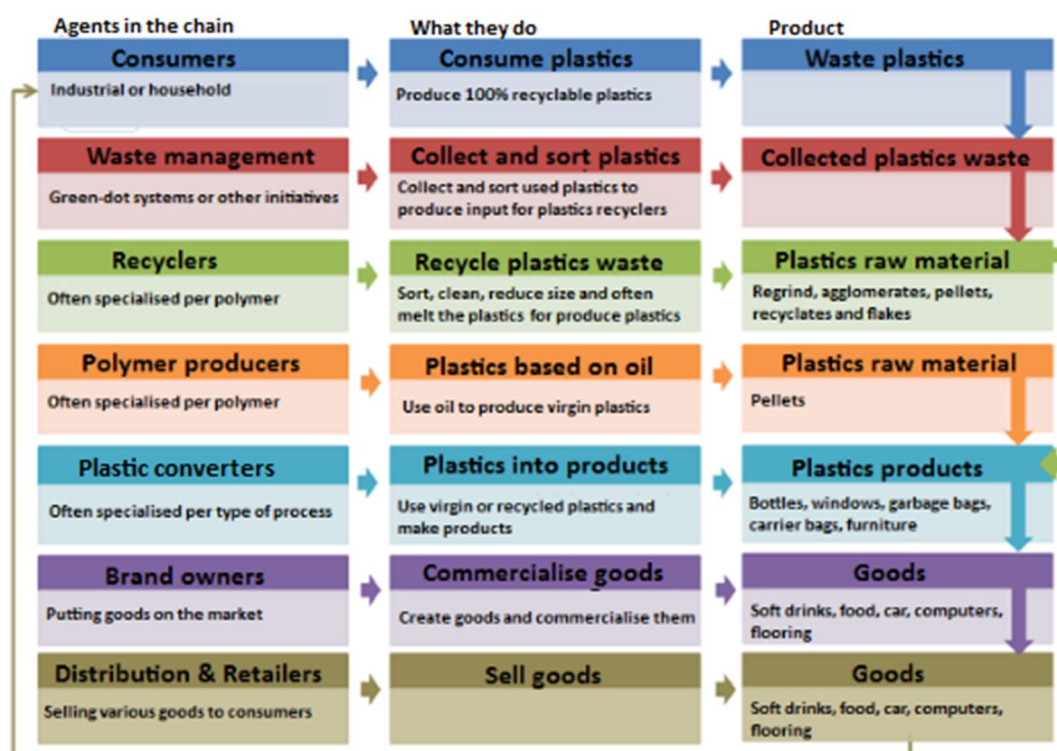 Agents in the chain
What they do
Product
Consumers
Industrial or household
Consume plastics
Produce 100% recyclable plastics
Waste plastics
Waste management
Green-dot systems or other initiatives
Collect and sort plastics
Collect and sort used plastics to
produce input for plastics recyclers
Collected plastics waste
Recyclers
Often specialised per polymer
Recycle plastics waste
Sort, clean, reduce size and often
melt the plastics for produce plastics
Plastics raw material
Regrind, agglomerates, pellets,
recyclates and flakes
Polymer producers
Often specialised per polymer
Plastics based on oil
Use oil to produce virgin plastics
Plastics raw material
Pellets
Plastic converters
Often specialised per type of process
Plastics into products
Use virgin or recycled plastics and
make products
Plastics products
Bottles, windows, garbage bags,
carrier bags, furniture
Brand owners
Putting goods on the market
Commercialise goods
Create goods and commercialise them
Goods
Soft drinks, food, car, computers,
flooring
Distribution & Retailers
Selling various goods to consumers
Sell goods
Goods
Soft drinks, food, car, computers,
flooring